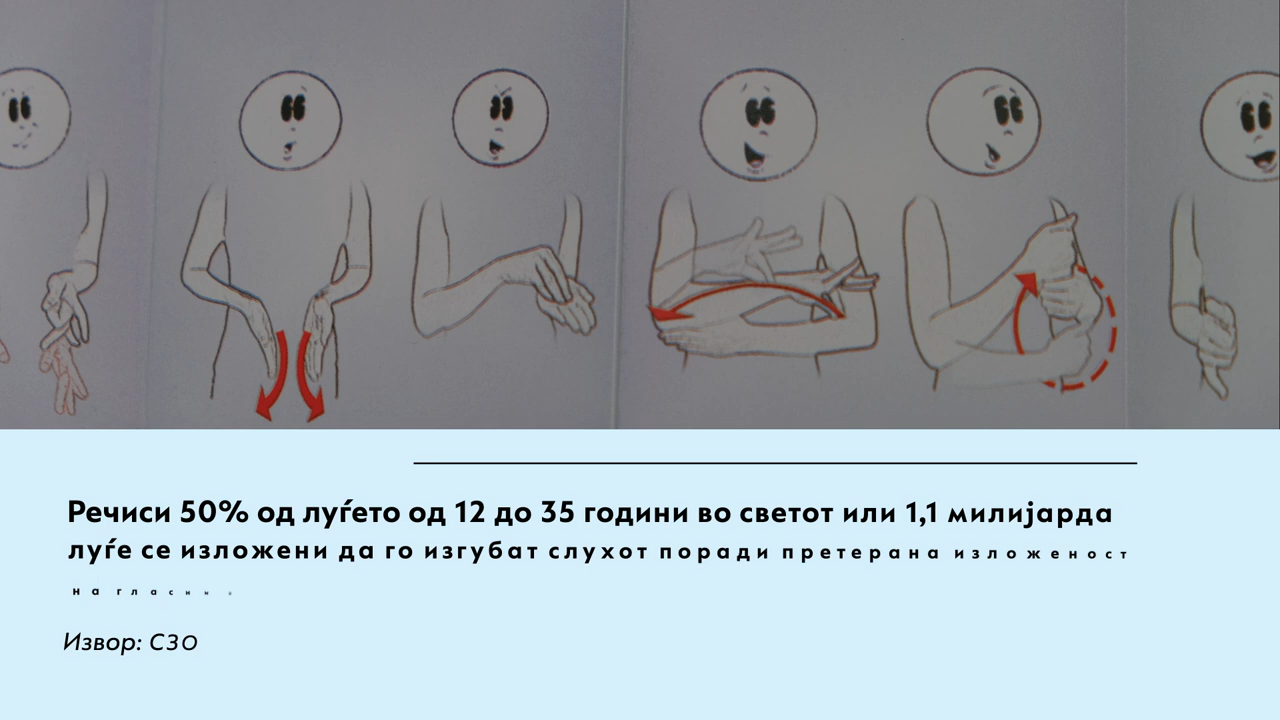 Речиси 50% од луѓето од 12 до 35 години во светот или 1,1 милијарда
луѓе се изложени да го изгубат слухот поради претерана изложеност
на
Извор: СЗО